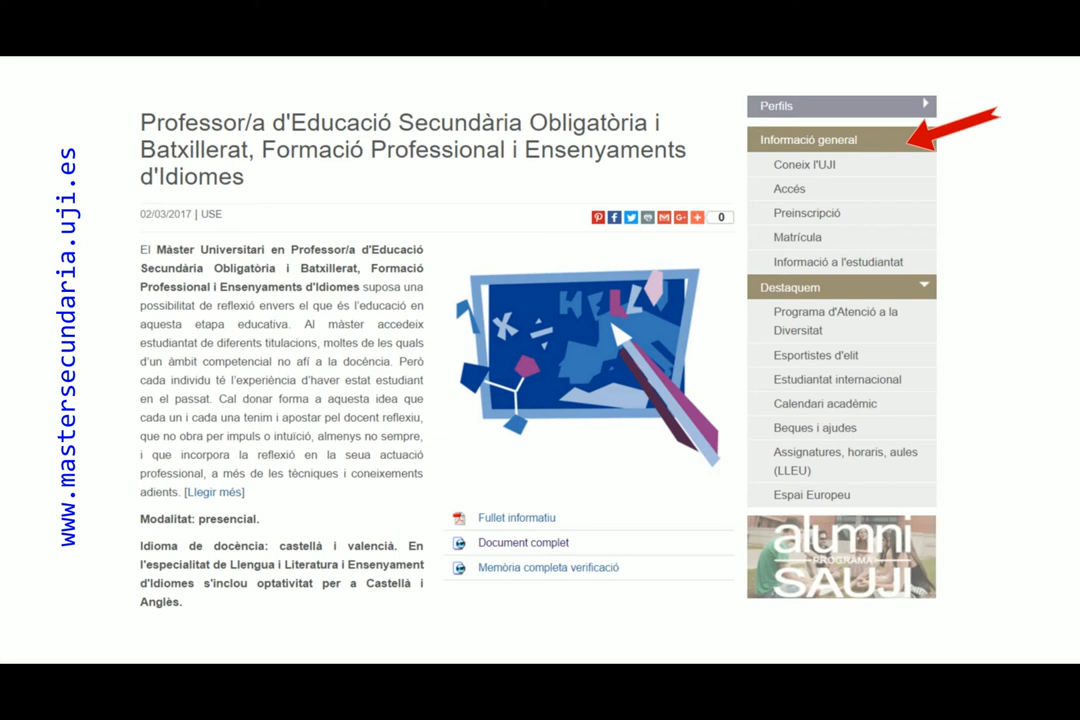 www.mastersecundaria.uji.es
Professor/a d'Educació Secundària Obligatòria i
Batxillerat, Formació Professional i Ensenyaments
d'Idiomes
02/03/2017 | USE
0
El Màster Universitari en Professor/a d'Educació
Secundària Obligatòria i Batxillerat, Formació
Professional i Ensenyaments d'Idiomes suposa una
possibilitat de reflexió envers el que és l'educació en
aquesta etapa educativa. Al màster accedeix
estudiantat de diferents titulacions, moltes de les quals
d'un àmbit competencial no afí a la docència. Però
cada individu té l'experiència d'haver estat estudiant
en el passat. Cal donar forma a aquesta idea que
cada un i cada una tenim i apostar pel docent reflexiu,
que no obra per impuls o intuïció, almenys no sempre,
i que incorpora la reflexió en la seua actuació
professional, a més de les tècniques i coneixements
adients. [Llegir més]
Modalitat: presencial.
Idioma de docència: castellà i valencià. En
l'especialitat de Llengua i Literatura i Ensenyament
d'Idiomes s'inclou optativitat per a Castellà i
Anglès.
HELLO
Fullet informatiu
Document complet
Memòria completa verificació
Perfils
Informació general
Coneix l'UJI
Accés
Preinscripció
Matrícula
Informació a l'estudiantat
Destaquem
Programa d'Atenció a la
Diversitat
Esportistes d'elit
Estudiantat internacional
Calendari acadèmic
Beques i ajudes
Assignatures, horaris, aules
(LLEU)
Espai Europeu
alumni
PROGRAMA
SAUJI